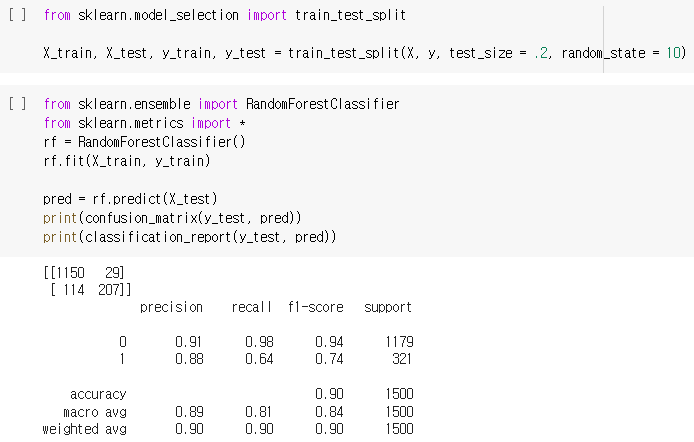 [ ] from sklearn.model_selection import train_test_split
X_train, X_test, y_train, y_test = train_test_split(X, y, test_size = .2, random_state = 10)
[ ] from sklearn.ensemble import RandomForestClassifier
from sklearn.metrics import *
rf = RandomForestClassifier()
rf.fit(X_train, y_train)
pred = rf.predict(X_test)
print(confusion_matrix(y_test, pred))
print(classification_report(y_test, pred))
[[1150 29]
[ 114 207]]
precision recall f1-score support
0 0.91 0.98 0.94 1179
1 0.88 0.64 0.74 321
accuracy 0.90 1500
macro avg 0.89 0.81 0.84 1500
weighted avg 0.90 0.90 0.90 1500